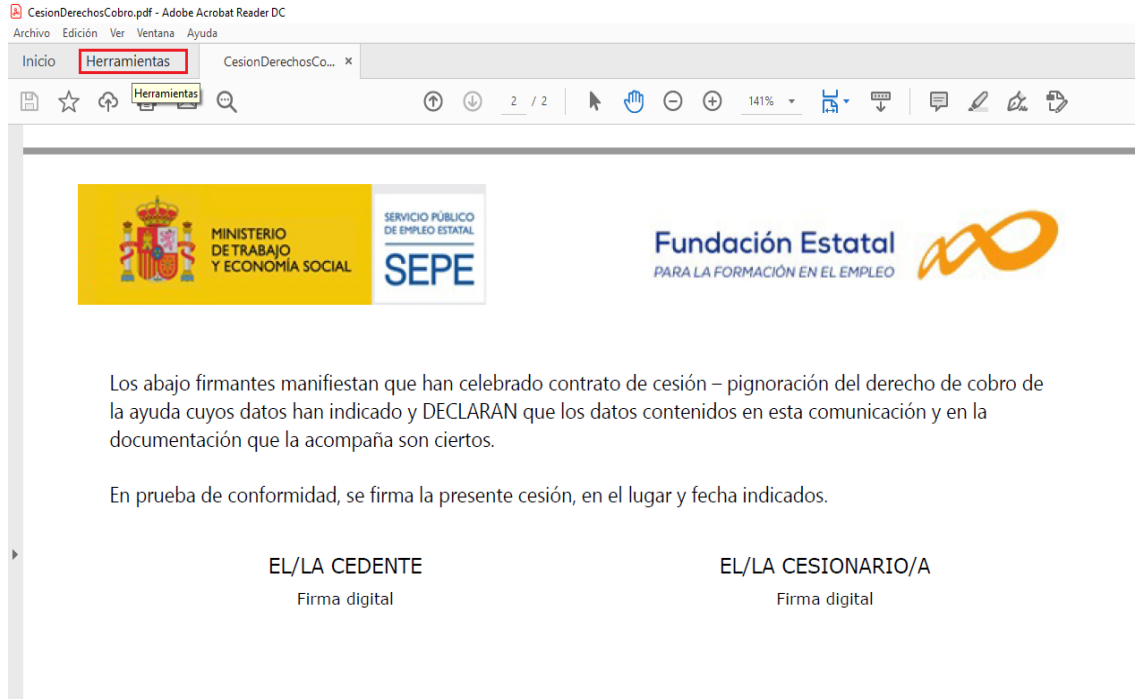 CesionDerechosCobro.pdf - Adobe Acrobat Reader DC
Archivo Edición Ver Ventana Ayuda
Inicio Herramientas CesionDerechosCo... ×
Herramientas
2 / 2 141%
MINISTERIO
DE TRABAJO
Y ECONOMÍA SOCIAL
SERVICIO PÚBLICO
DE EMPLEO ESTATAL
SEPE
Fundación Estatal
PARA LA FORMACIÓN EN EL EMPLEO
Los abajo firmantes manifiestan que han celebrado contrato de cesión – pignoración del derecho de cobro de
la ayuda cuyos datos han indicado y DECLARAN que los datos contenidos en esta comunicación y en la
documentación que la acompaña son ciertos.
En prueba de conformidad, se firma la presente cesión, en el lugar y fecha indicados.
EL/LA CEDENTE EL/LA CESIONARIO/A
Firma digital Firma digital